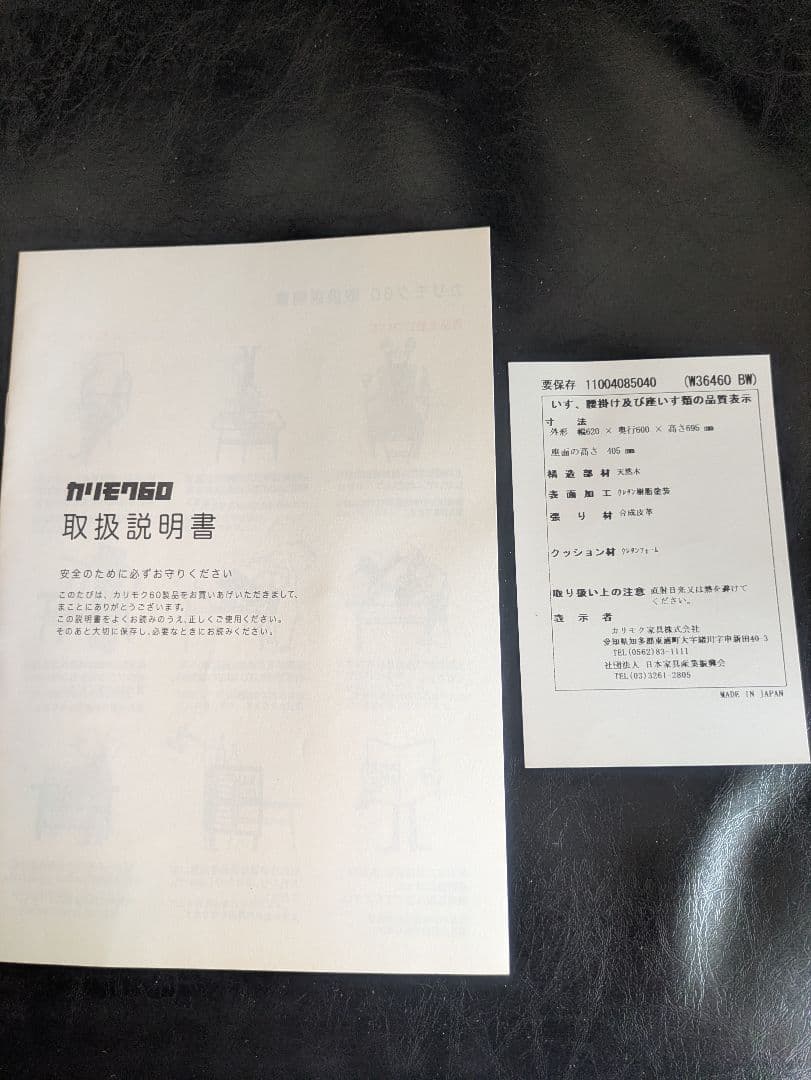 カリモク60
取扱説明書
安全のために必ずお守りください
このたびは、カリモク60製品をお買いあげいただきまして、
まことにありがとうございます。
この説明書をよくお読みのうえ、正しくご使用ください。
そのあと大切に保存し、必要なときにお読みください。
要保存 11004085040 (W36460 BW)
いす、腰掛け及び座いす類の品質表示
寸法
外形 幅620 × 奥行600 × 高さ695 mm
座面の高さ 405 mm
構造部材 天然木
表面加工 ウレタン樹脂塗装
張り材 合成皮革
クッション材 ウレタンフォーム
取り扱い上の注意 直射日光又は熱を避けて
ください。
表示者
カリモク家具株式会社
愛知県知多郡東浦町大字緒川字申新田40-3
TEL(0562)83-1111
社団法人 日本家具産業振興会
TEL(03)3261-2805
MADE IN JAPAN